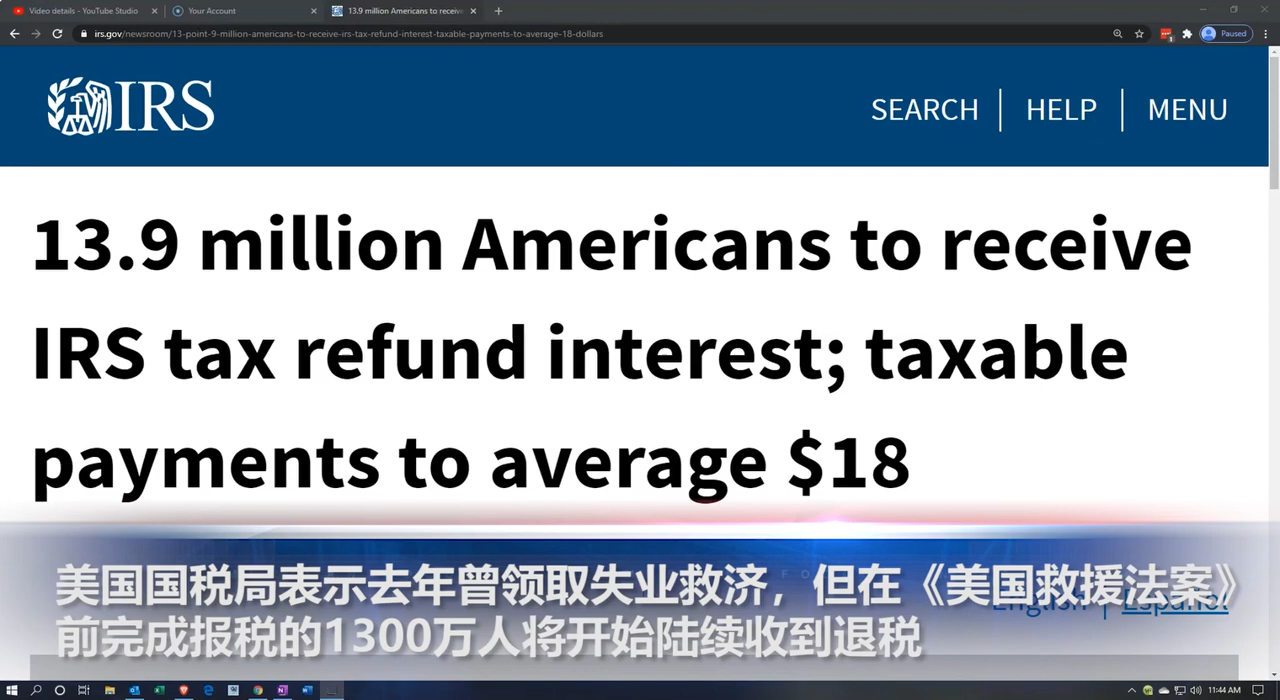 Video details - YouTube Studio
Your Account
13.9 million Americans to receiv
irs.gov/newsroom/13-point-9-million-amercans-to-receive-irs-tax-refund-interest-taxable-payments-to-average-18-dollars
Paused
IRS
SEARCH | HELP | MENU
13.9 million Americans to receive
IRS tax refund interest; taxable
payments to average $18
美国国税局表示去年曾领取失业救济，但在《美国救援法案》
前完成报税的1300万人将开始陆续收到退税
English | Español
11:44 AM